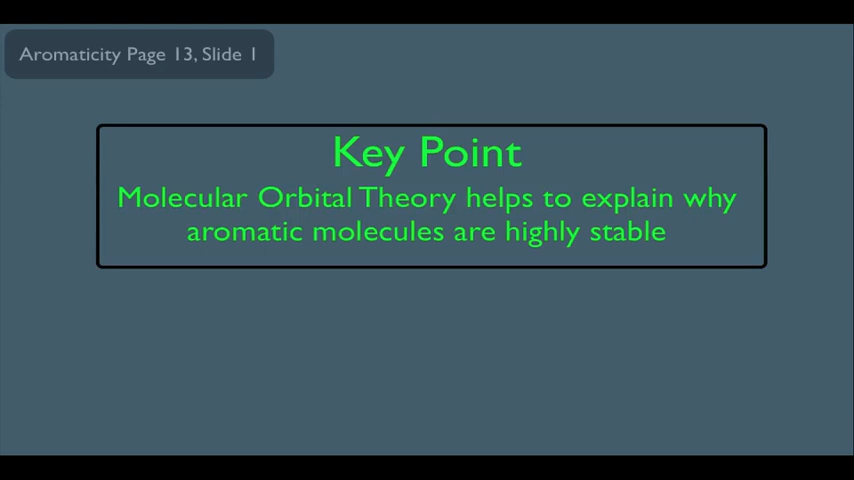 Aromaticity Page 13, Slide 1
Key Point
Molecular Orbital Theory helps to explain why
aromatic molecules are highly stable